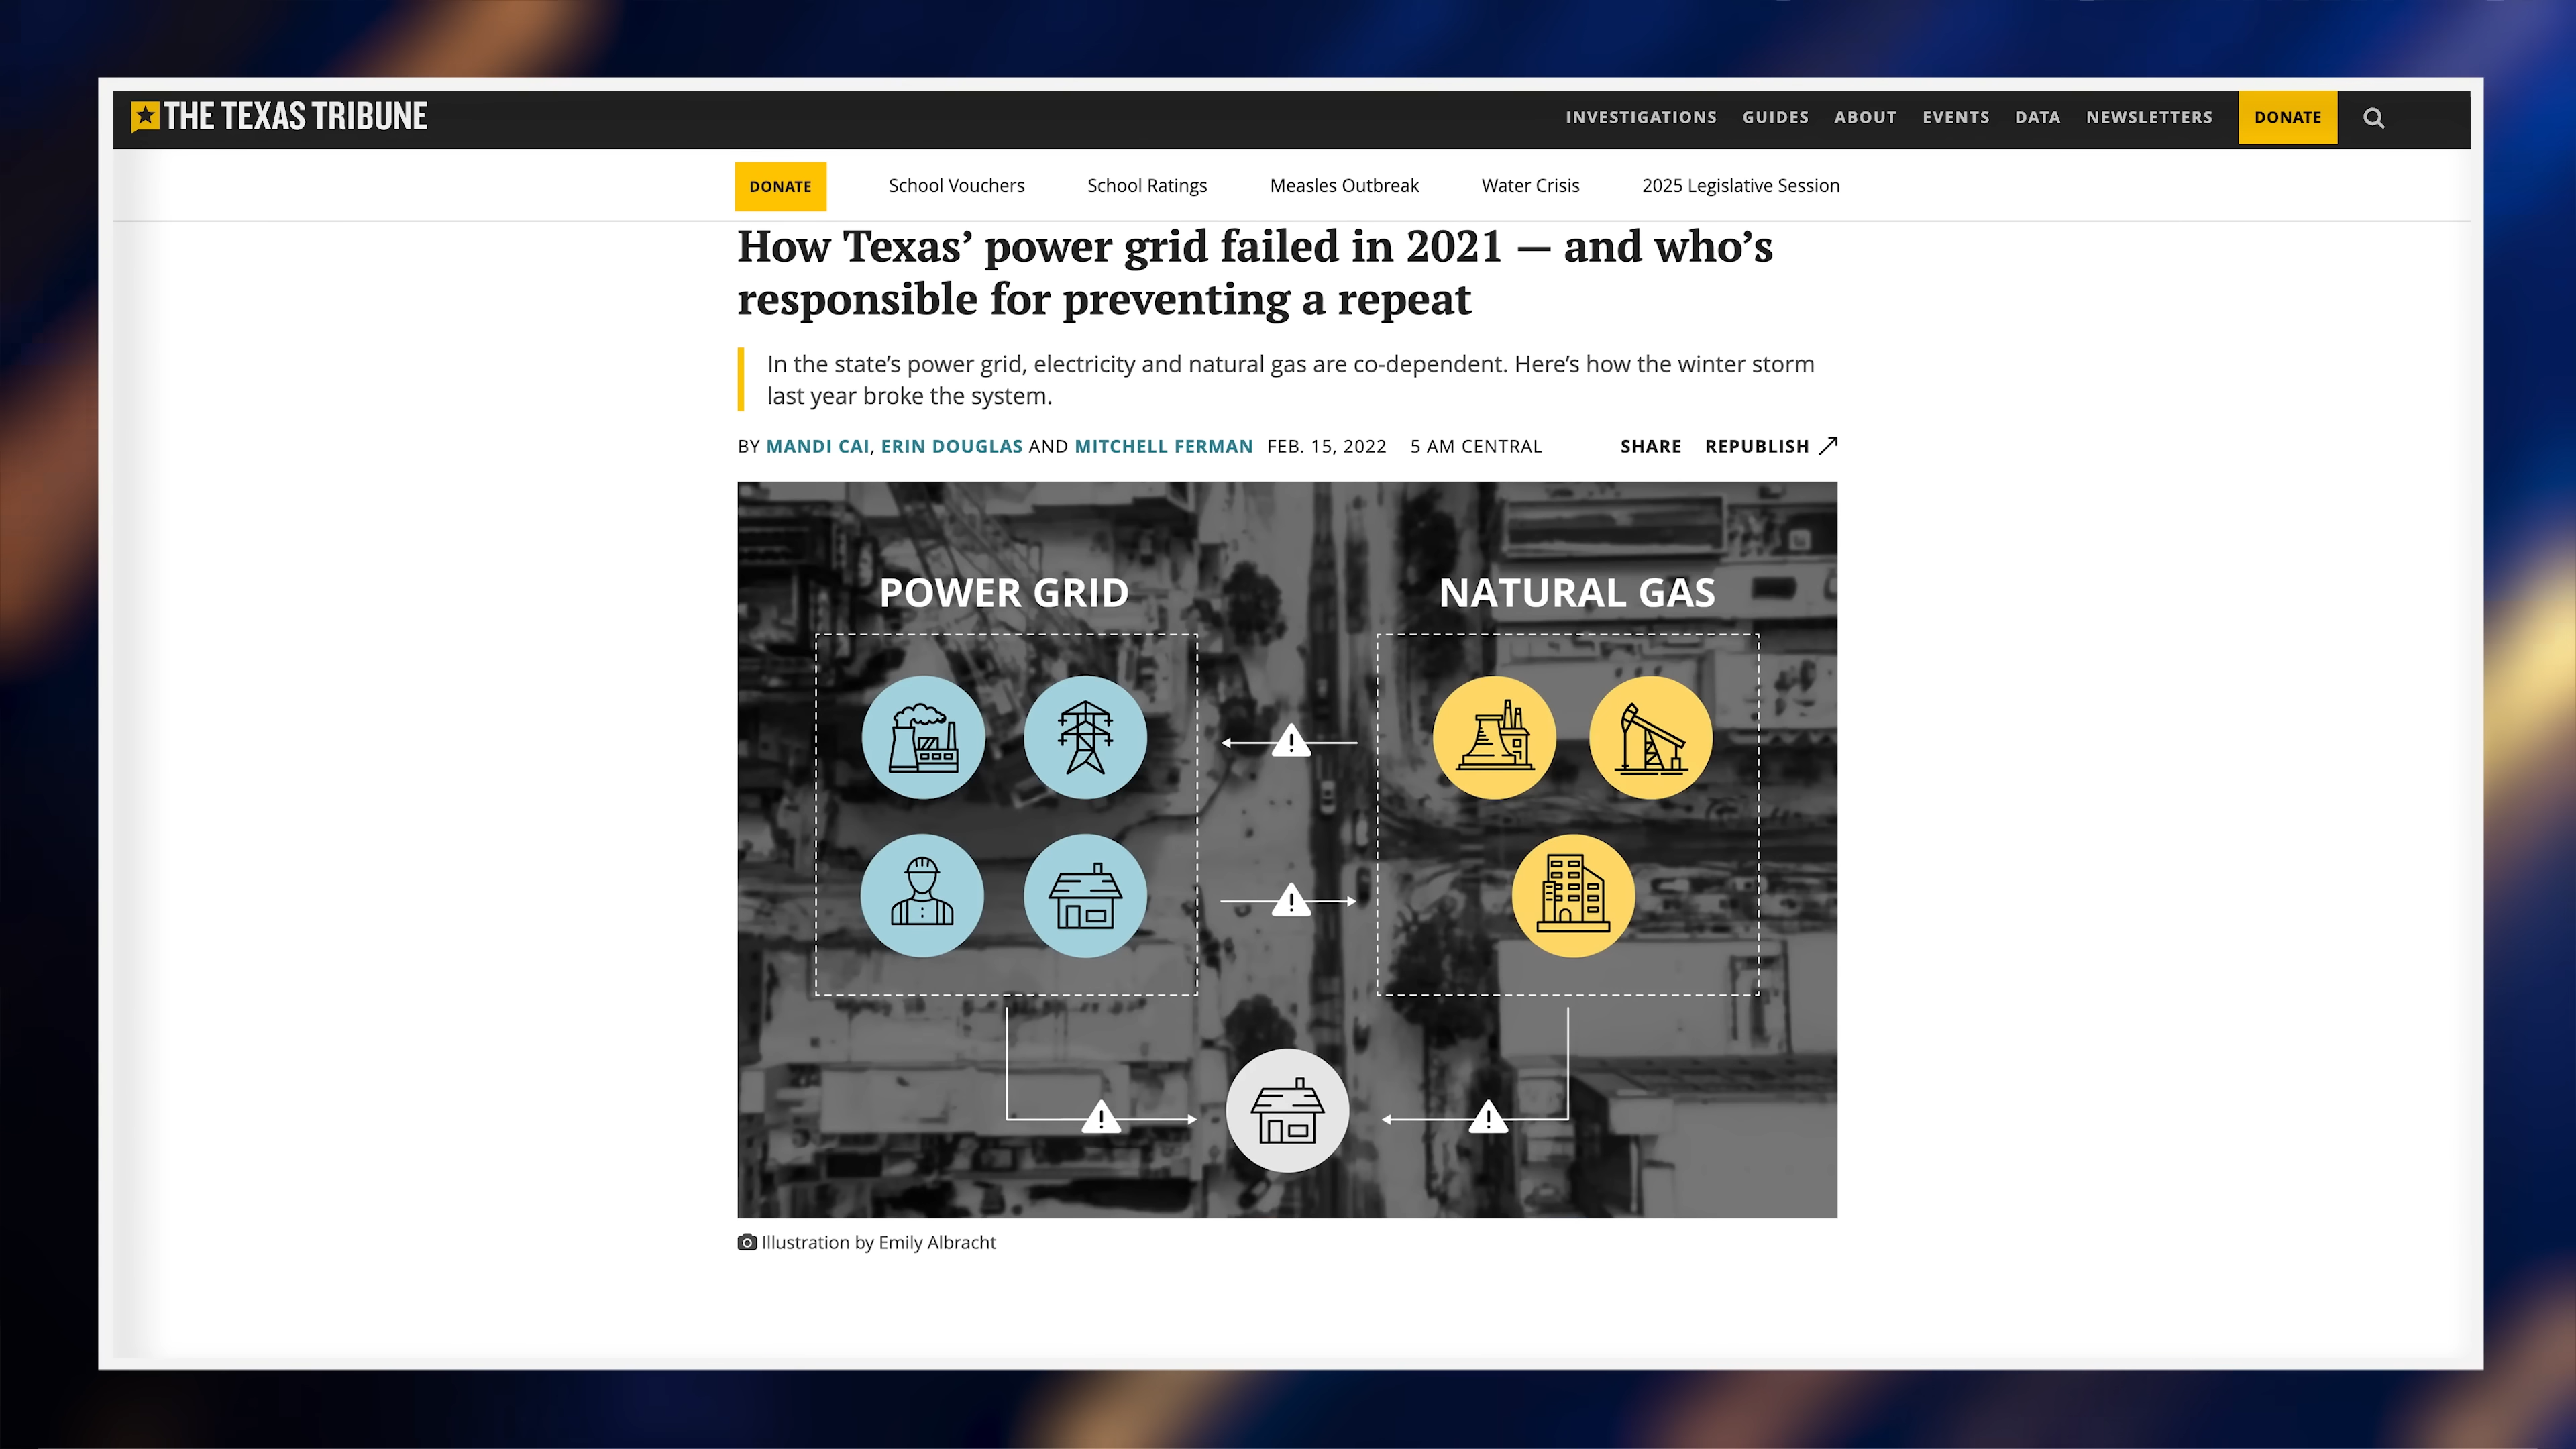 THE TEXAS TRIBUNE
INVESTIGATIONS GUIDES ABOUT EVENTS DATA NEWSLETTERS DONATE
DONATE School Vouchers School Ratings Measles Outbreak Water Crisis 2025 Legislative Session
How Texas’ power grid failed in 2021 — and who’s
responsible for preventing a repeat
In the state’s power grid, electricity and natural gas are co-dependent. Here’s how the winter storm
last year broke the system.
BY MANDI CAI, ERIN DOUGLAS AND MITCHELL FERMAN FEB. 15, 2022 5 AM CENTRAL SHARE REPUBLISH
POWER GRID NATURAL GAS
Illustration by Emily Albracht